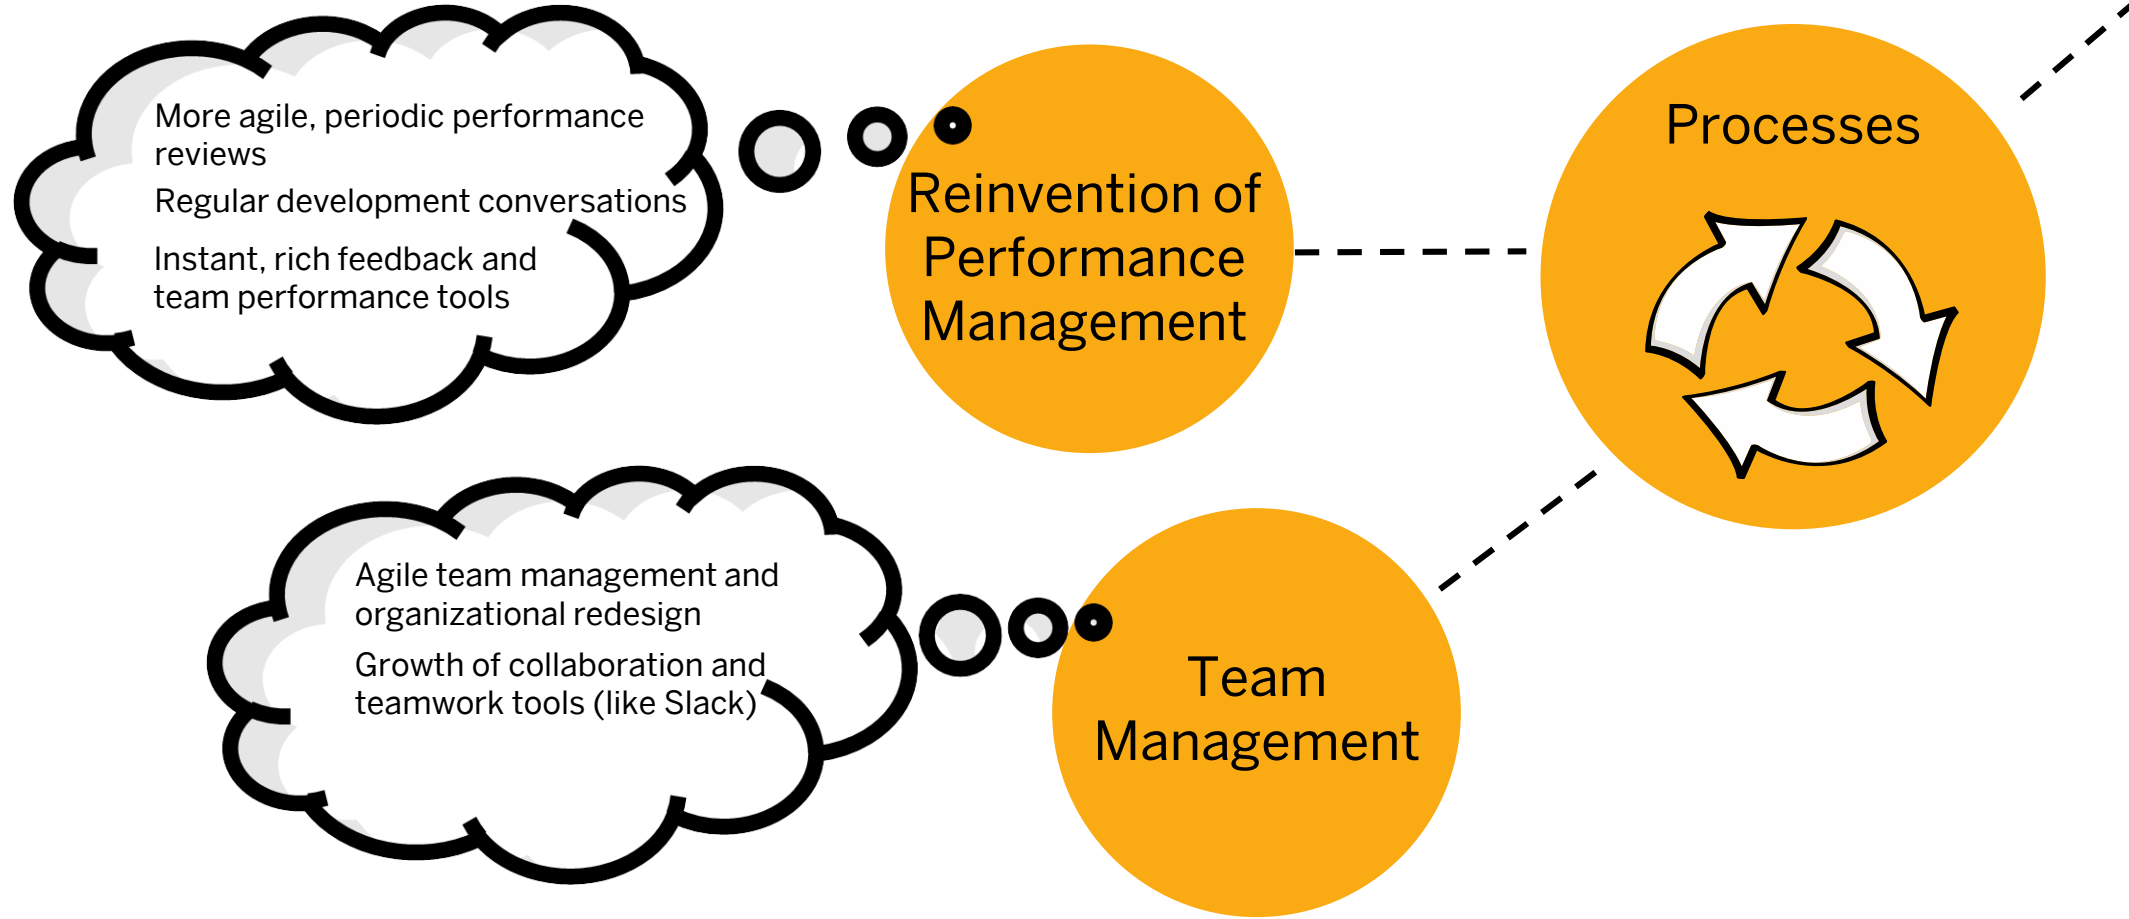 More agile, periodic performance
reviews
Regular development conversations
Instant, rich feedback and
team performance tools
Reinvention of
Performance
Management
Processes
Agile team management and
organizational redesign
Growth of collaboration and
teamwork tools (like Slack)
Team
Management